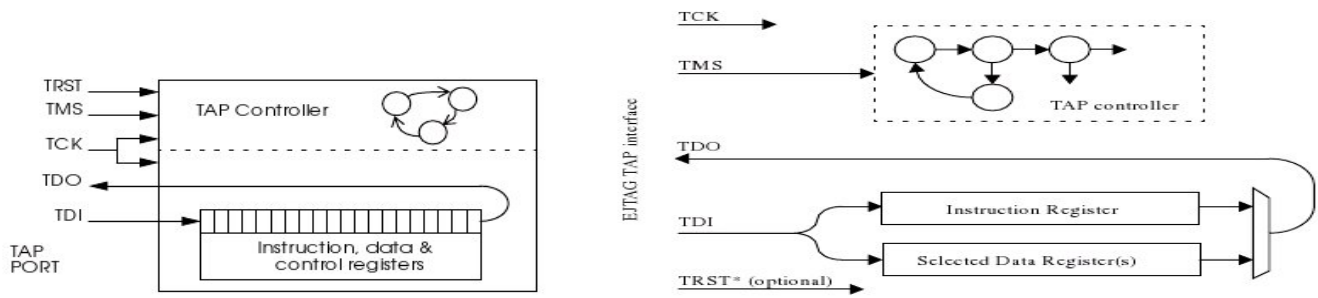 TRST
TMS
TAP Controller
TCK
TDO
TDI
Instruction, data &
control registers
TAP
PORT
TCK
TMS
TAP controller
EJTAG TAP interface
TDO
Instruction Register
TDI
Selected Data Register(s)
TRST* (optional)